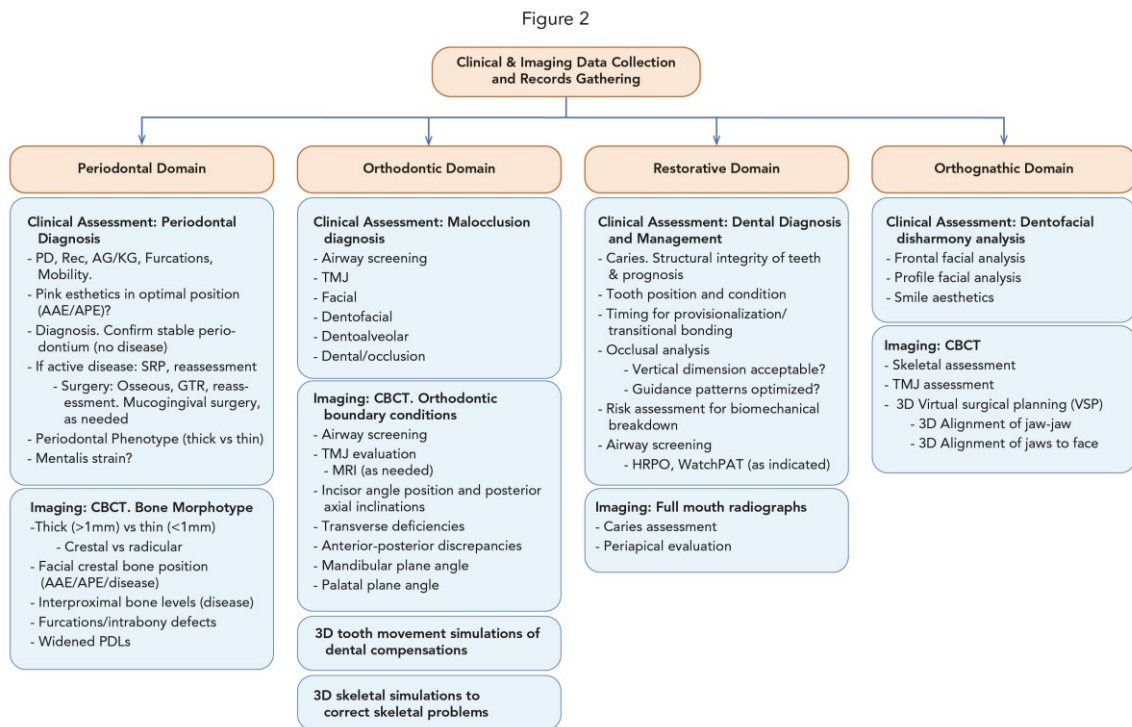 Figure 2
Clinical & Imaging Data Collection
and Records Gathering
Periodontal Domain
Clinical Assessment: Periodontal
Diagnosis
- PD, Rec, AG/KG, Furcations,
Mobility.
- Pink esthetics in optimal position
(AAE/APE)?
- Diagnosis. Confirm stable perio-
dontium (no disease)
- If active disease: SRP, reassessment
- Surgery: Osseous, GTR, reass-
essment. Mucogingival surgery,
as needed
- Periodontal Phenotype (thick vs thin)
- Mentalis strain?
Imaging: CBCT. Bone Morphotype
-Thick (>1mm) vs thin (<1mm)
- Crestal vs radicular
- Facial crestal bone position
(AAE/APE/disease)
- Interproximal bone levels (disease)
- Furcations/intrabony defects
- Widened PDLs
Orthodontic Domain
Clinical Assessment: Malocclusion
diagnosis
- Airway screening
- TMJ
- Facial
- Dentofacial
- Dentoalveolar
- Dental/occlusion
Imaging: CBCT. Orthodontic
boundary conditions
- Airway screening
- TMJ evaluation
- MRI (as needed)
- Incisor angle position and posterior
axial inclinations
- Transverse deficiencies
- Anterior-posterior discrepancies
- Mandibular plane angle
- Palatal plane angle
3D tooth movement simulations of
dental compensations
3D skeletal simulations to
correct skeletal problems
Restorative Domain
Clinical Assessment: Dental Diagnosis
and Management
- Caries. Structural integrity of teeth
& prognosis
- Tooth position and condition
- Timing for provisionalization/
transitional bonding
- Occlusal analysis
- Vertical dimension acceptable?
- Guidance patterns optimized?
- Risk assessment for biomechanical
breakdown
- Airway screening
- HRPO, WatchPAT (as indicated)
Imaging: Full mouth radiographs
- Caries assessment
- Periapical evaluation
Orthognathic Domain
Clinical Assessment: Dentofacial
disharmony analysis
- Frontal facial analysis
- Profile facial analysis
- Smile aesthetics
Imaging: CBCT
- Skeletal assessment
- TMJ assessment
- 3D Virtual surgical planning (VSP)
- 3D Alignment of jaw-jaw
- 3D Alignment of jaws to face